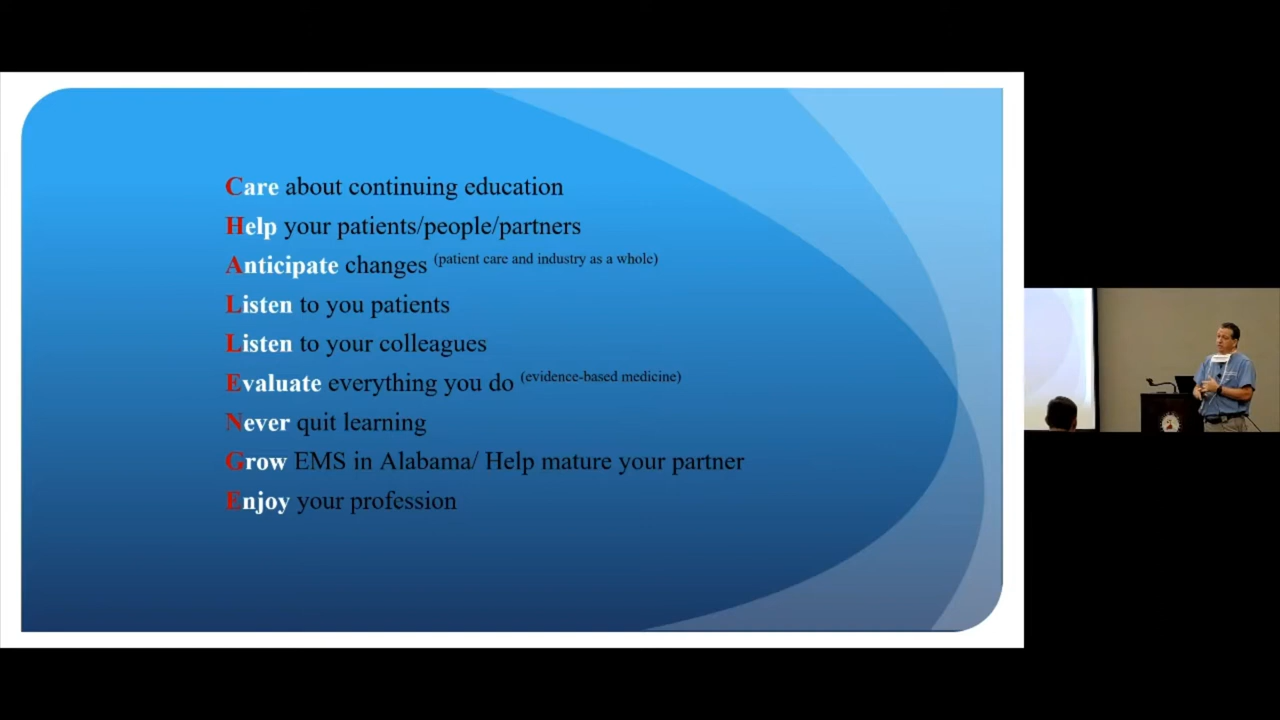 Care about continuing education
Help your patients/people/partners
Anticipate changes (patient care and industry as a whole)
Listen to you patients
Listen to your colleagues
Evaluate everything you do (evidence-based medicine)
Never quit learning
Grow EMS in Alabama/ Help mature your partner
Enjoy your profession